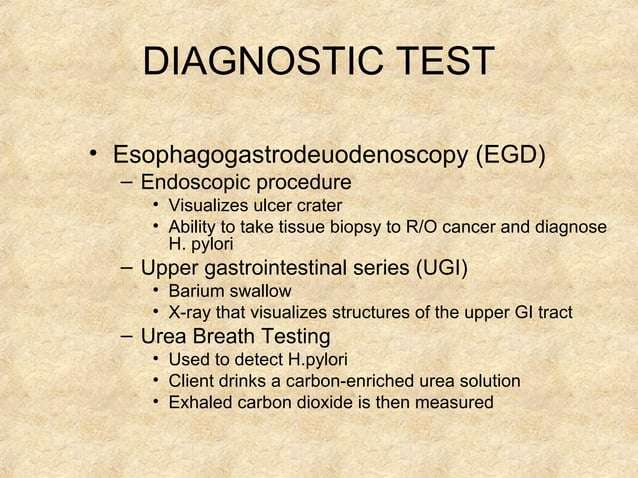 DIAGNOSTIC TEST
• Esophagogastrodeuodenoscopy (EGD)
– Endoscopic procedure
• Visualizes ulcer crater
• Ability to take tissue biopsy to R/O cancer and diagnose
H. pylori
– Upper gastrointestinal series (UGI)
• Barium swallow
• X-ray that visualizes structures of the upper GI tract
– Urea Breath Testing
• Used to detect H.pylori
• Client drinks a carbon-enriched urea solution
• Exhaled carbon dioxide is then measured